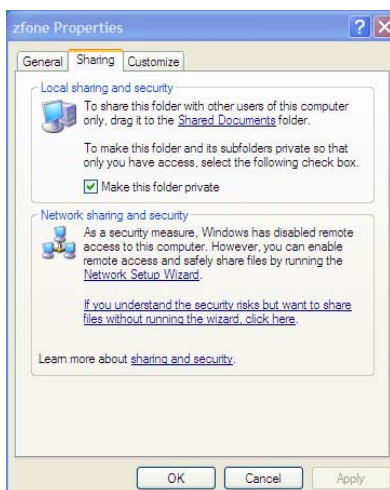 zfone Properties
General Sharing Customize
Local sharing and security
To share this folder with other users of this computer
only, drag it to the Shared Documents folder.
To make this folder and its subfolders private so that
only you have access, select the following check box.
Make this folder private
Network sharing and security
As a security measure, Windows has disabled remote
access to this computer. However, you can enable
remote access and safely share files by running the
Network Setup Wizard.
If you understand the security risks but want to share
files without running the wizard, click here.
Learn more about sharing and security.
OK Cancel Apply